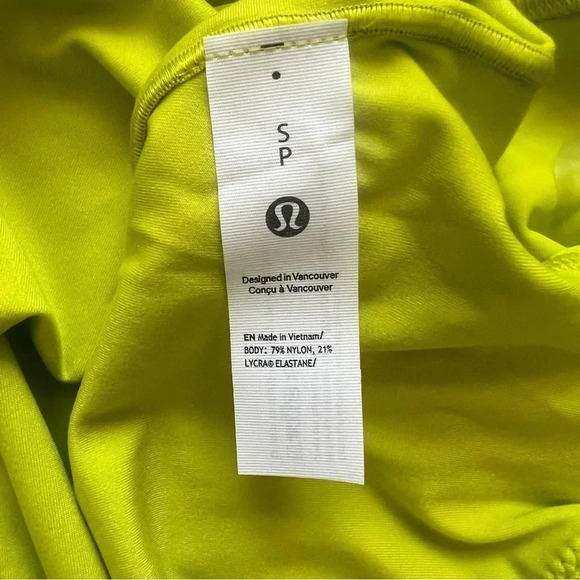 S
P
Designed in Vancouver
Conçu à Vancouver
EN Made in Vietnam/
BODY: 79% NYLON, 21%
LYCRA® ELASTANE/